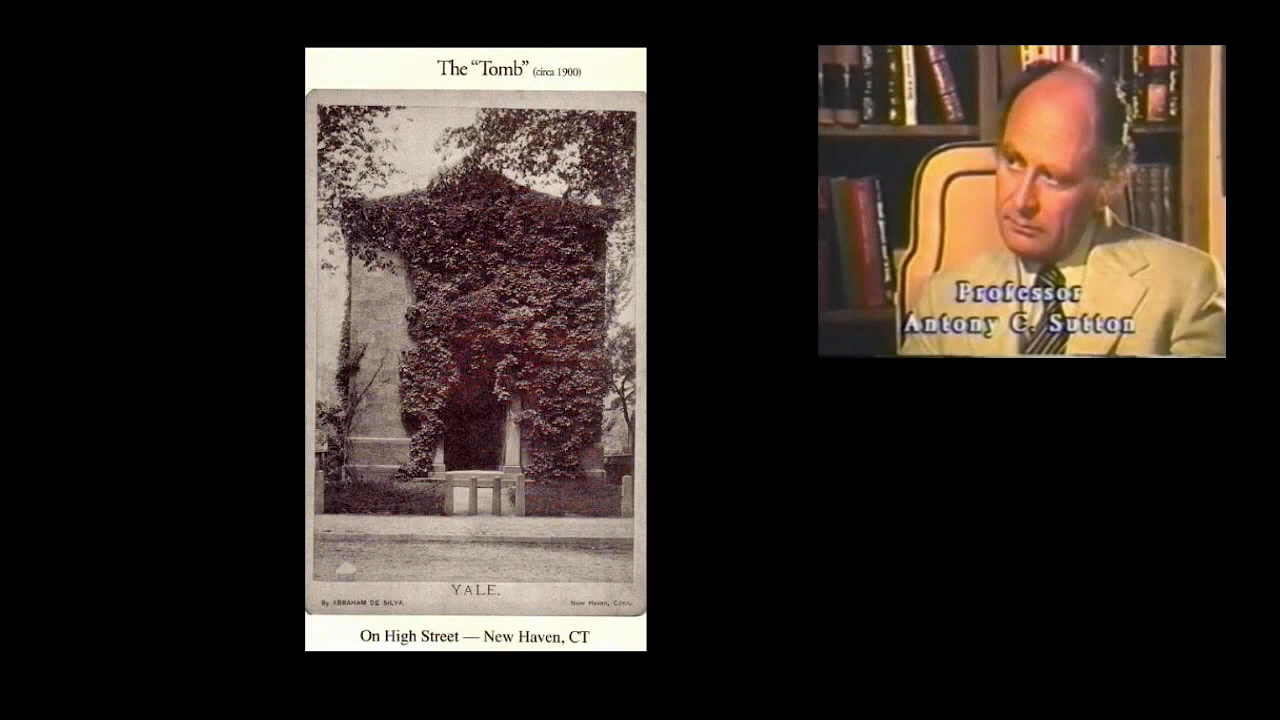 The “Tomb” (circa 1900)
YALE.
By ABRAHAM DE SILVA.
New Haven, Conn.
On High Street — New Haven, CT
Professor
Antony C. Sutton